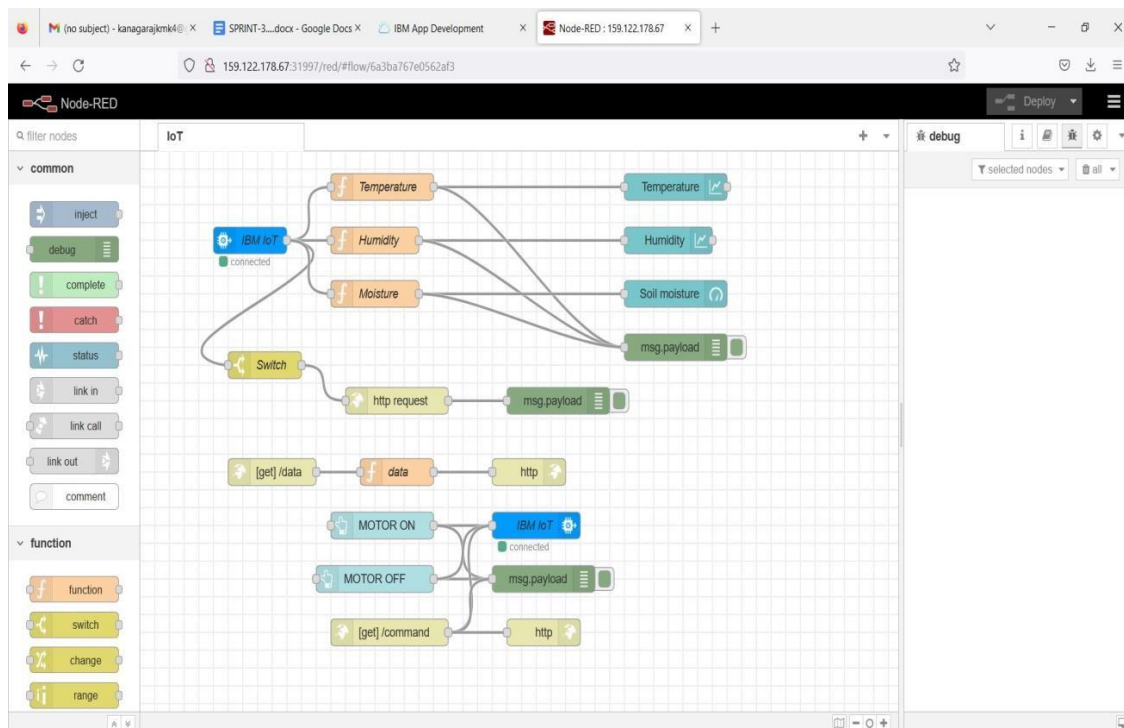 (no subject) - kanagarajkmk4@
SPRINT-3....docx - Google Docs
IBM App Development
Node-RED : 159.122.178.67
159.122.178.67:31997/red/#flow/6a3ba767e0562af3
Node-RED
Deploy
filter nodes
IoT
debug
i
selected nodes
all
common
inject
debug
complete
catch
status
link in
link call
link out
comment
function
function
switch
change
range
Temperature
Temperature
IBM IoT
connected
Humidity
Humidity
Moisture
Soil moisture
msg.payload
Switch
http request
msg.payload
[get] /data
data
http
MOTOR ON
IBM IoT
connected
MOTOR OFF
msg.payload
[get] /command
http